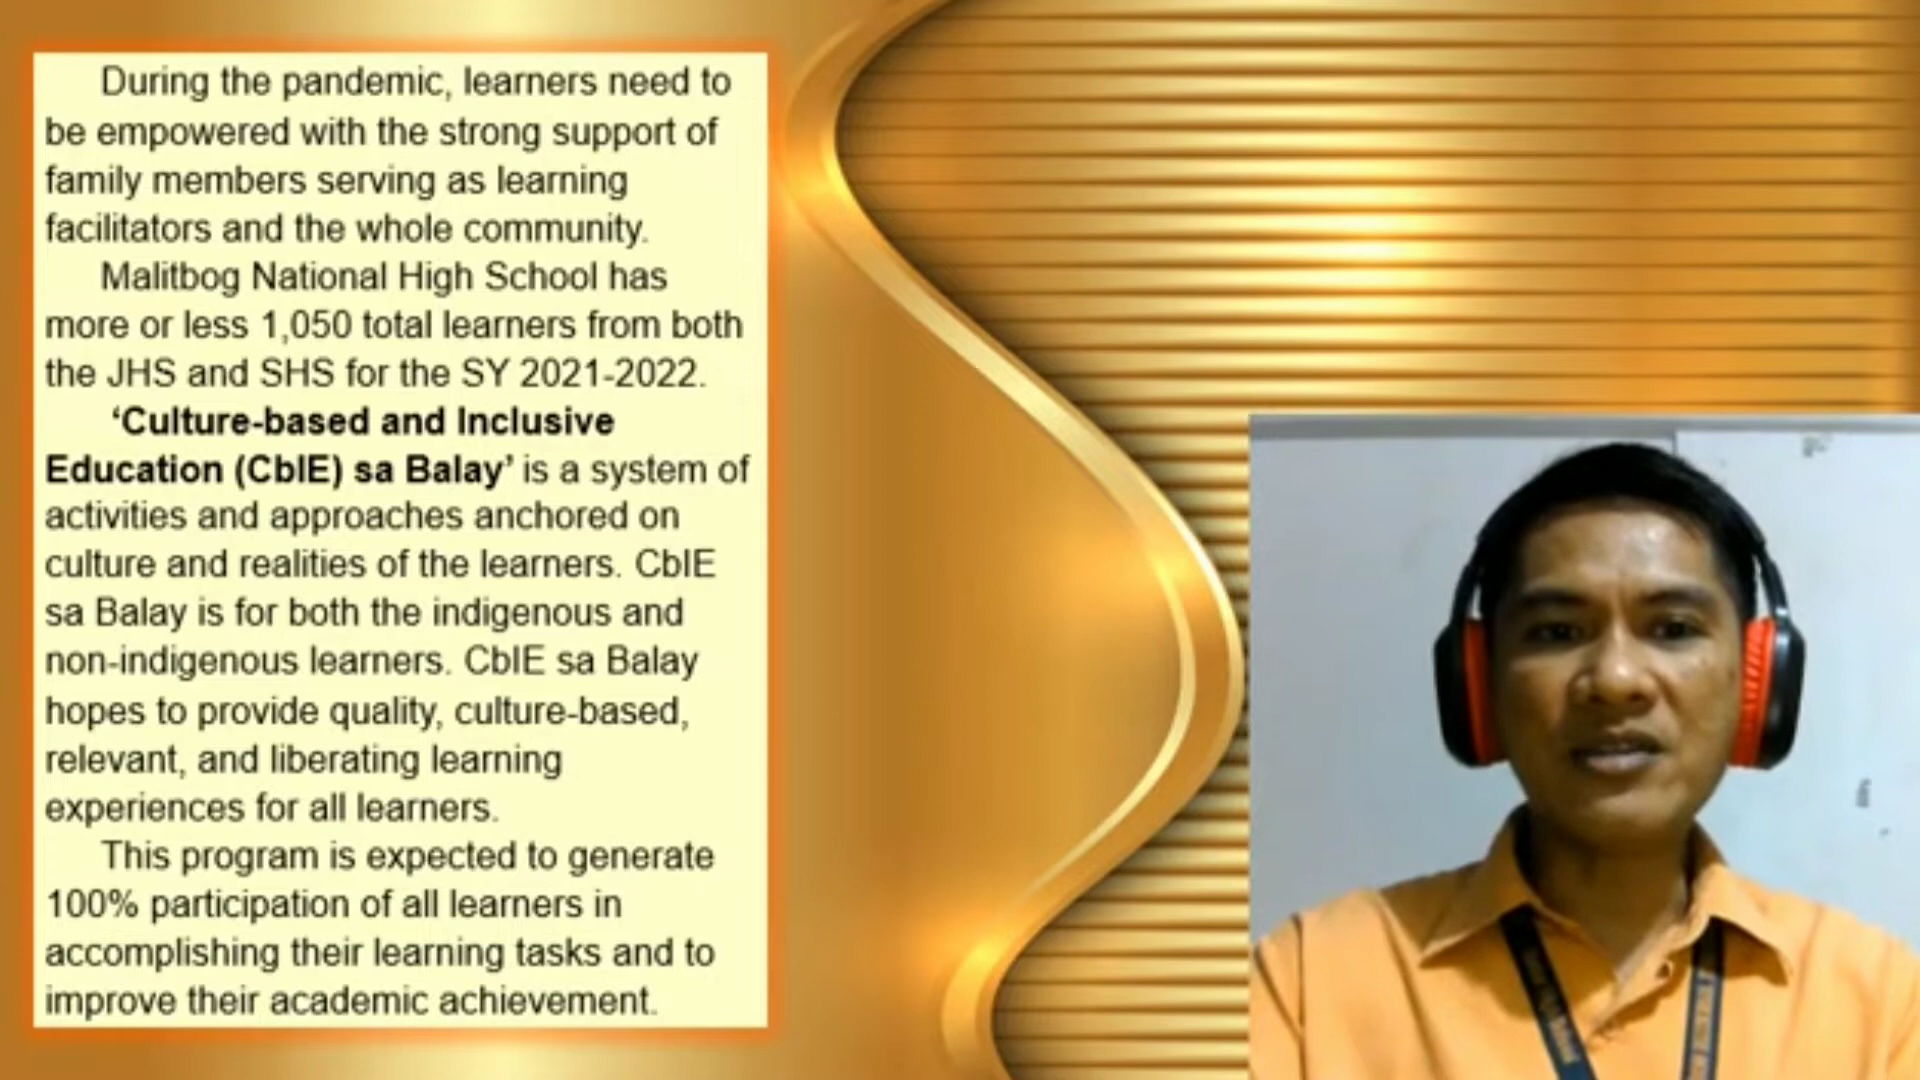 During the pandemic, learners need to
be empowered with the strong support of
family members serving as learning
facilitators and the whole community.
Malitbog National High School has
more or less 1,050 total learners from both
the JHS and SHS for the SY 2021-2022.
‘Culture-based and Inclusive
Education (CbIE) sa Balay’ is a system of
activities and approaches anchored on
culture and realities of the learners. CbIE
sa Balay is for both the indigenous and
non-indigenous learners. CbIE sa Balay
hopes to provide quality, culture-based,
relevant, and liberating learning
experiences for all learners.
This program is expected to generate
100% participation of all learners in
accomplishing their learning tasks and to
improve their academic achievement.